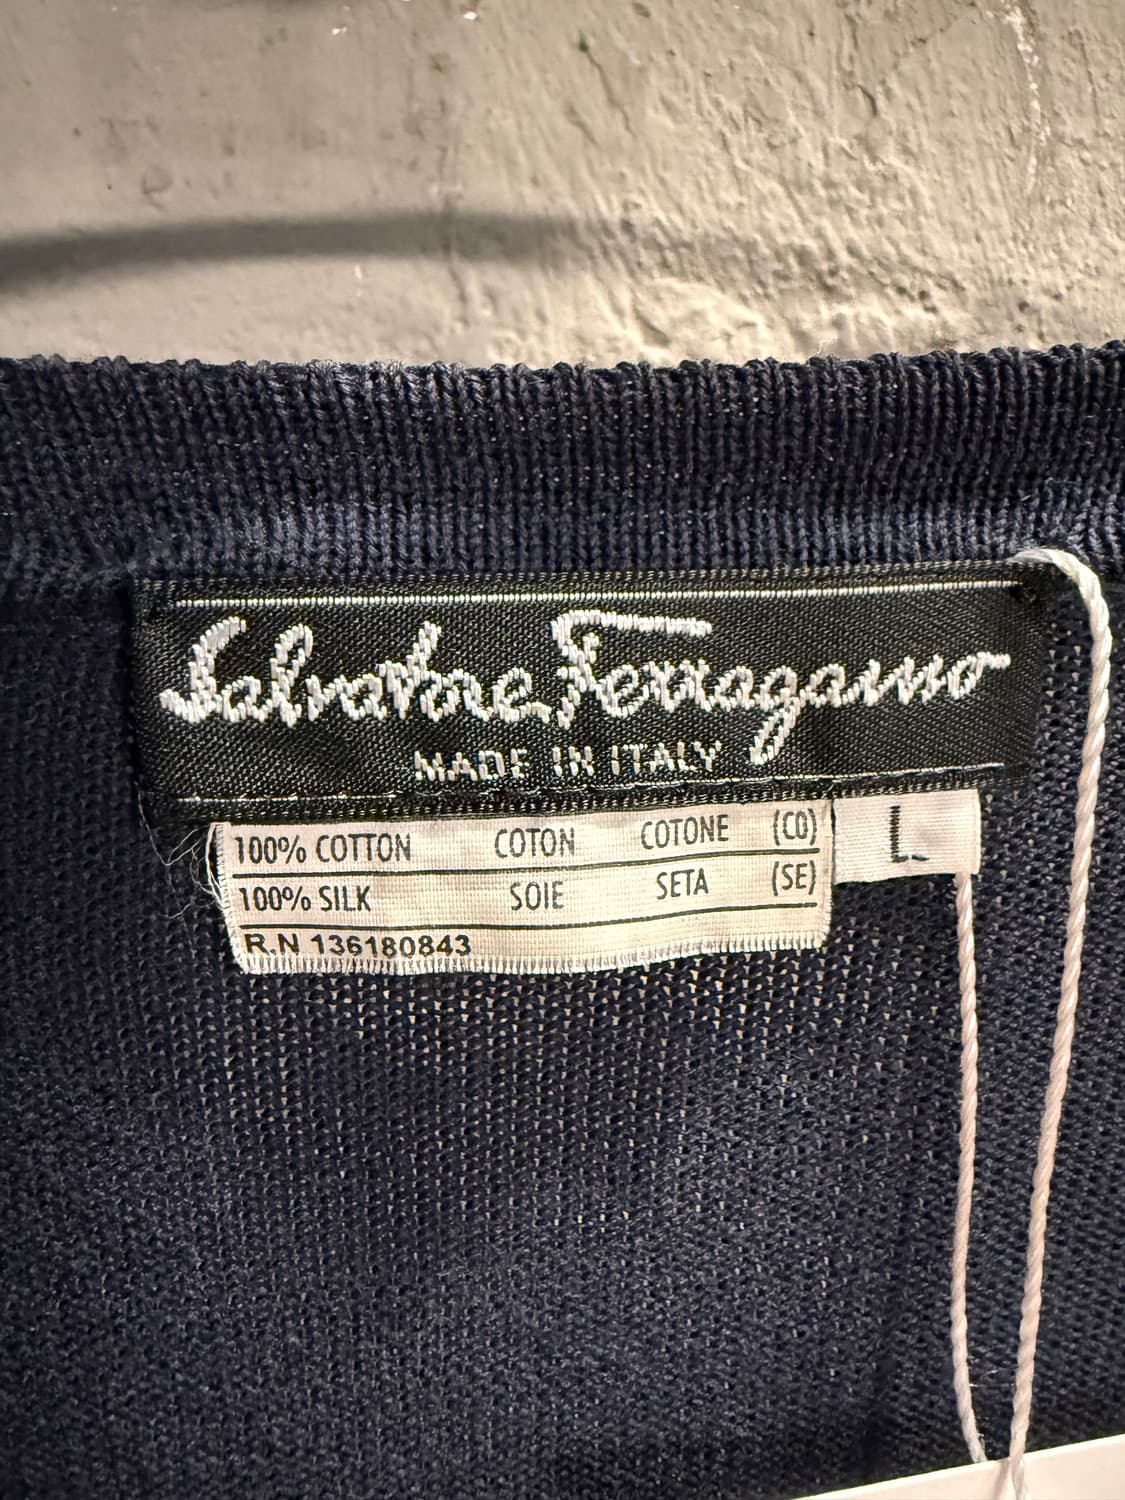 Salvatore Ferragamo
MADE IN ITALY
100% COTTON COTON COTONE (CO)
100% SILK SOIE SETA (SE)
R.N 136180843
L